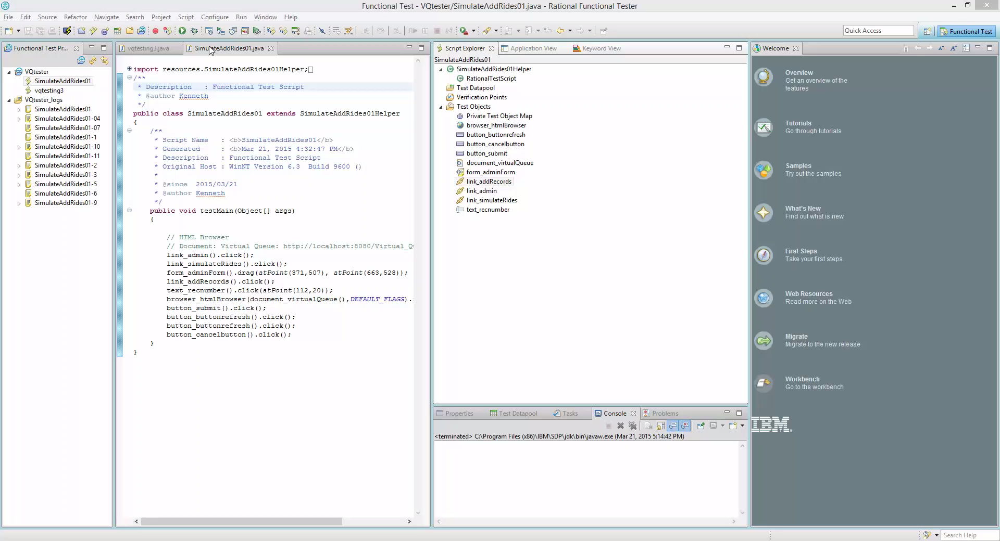 Functional Test - VQtester/SimulateAddRides01.java - Rational Functional Tester
File Edit Source Refactor Navigate Search Project Script Configure Run Window Help
Quick Access
Functional Test
Functional Test Pr...
VQtester
SimulateAddRides01
vqtesting3
VQtester_logs
SimulateAddRides01
SimulateAddRides01-04
SimulateAddRides01-07
SimulateAddRides01-1
SimulateAddRides01-10
SimulateAddRides01-11
SimulateAddRides01-2
SimulateAddRides01-3
SimulateAddRides01-5
SimulateAddRides01-6
SimulateAddRides01-9
vqtesting3.java
SimulateAddRides01.java
import resources.SimulateAddRides01Helper;
/**
* Description : Functional Test Script
* @author Kenneth
*/
public class SimulateAddRides01 extends SimulateAddRides01Helper
{
/**
* Script Name : <b>SimulateAddRides01</b>
* Generated : <b>Mar 21, 2015 4:32:47 PM</b>
* Description : Functional Test Script
* Original Host : WinNT Version 6.3 Build 9600 ()
*
* @since 2015/03/21
* @author Kenneth
*/
public void testMain(Object[] args)
{
// HTML Browser
// Document: Virtual Queue: http://localhost:8080/Virtual_Q
link_admin().click();
link_simulateRides().click();
form_adminForm().drag(atPoint(371,507), atPoint(663,528));
link_addRecords().click();
text_recnumber().click(atPoint(112,20));
browser_htmlBrowser(document_virtualQueue(),DEFAULT_FLAGS).
button_submit().click();
button_buttonrefresh().click();
button_buttonrefresh().click();
button_cancelbutton().click();
}
}
Script Explorer
Application View
Keyword View
SimulateAddRides01
SimulateAddRides01Helper
RationalTestScript
Test Datapool
Verification Points
Test Objects
Private Test Object Map
browser_htmlBrowser
button_buttonrefresh
button_cancelbutton
button_submit
document_virtualQueue
form_adminForm
link_addRecords
link_admin
link_simulateRides
text_recnumber
Properties
Test Datapool
Tasks
Console
Problems
<terminated> C:\Program Files (x86)\IBM\SDP\jdk\bin\javaw.exe (Mar 21, 2015 5:14:42 PM)
Welcome
Overview
Get an overview of the
features
Tutorials
Go through tutorials
Samples
Try out the samples
What's New
Find out what is new
First Steps
Take your first steps
Web Resources
Read more on the Web
Migrate
Migrate to the new release
Workbench
Go to the workbench
IBM.
Search Help